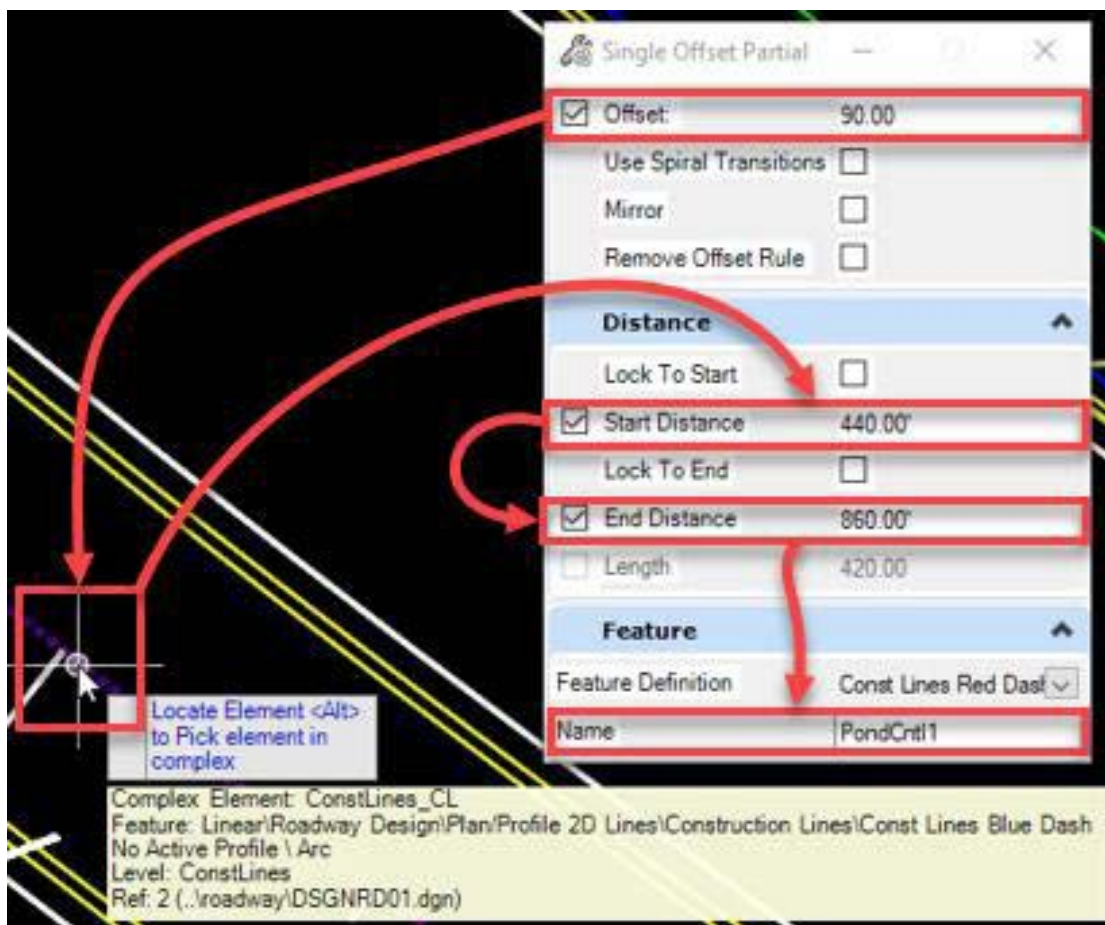 Single Offset Partial
Offset: 90.00
Use Spiral Transitions
Mirror
Remove Offset Rule
Distance
Lock To Start
Start Distance 440.00'
Lock To End
End Distance 860.00'
Length 420.00
Feature
Feature Definition Const Lines Red Dash
Name PondCntl1
Locate Element <Alt>
to Pick element in
complex
Complex Element: ConstLines_CL
Feature: Linear\Roadway Design\Plan/Profile 2D Lines\Construction Lines\Const Lines Blue Dash
No Active Profile \ Arc
Level: ConstLines
Ref: 2 (..\roadway\DSGNRD01.dgn)